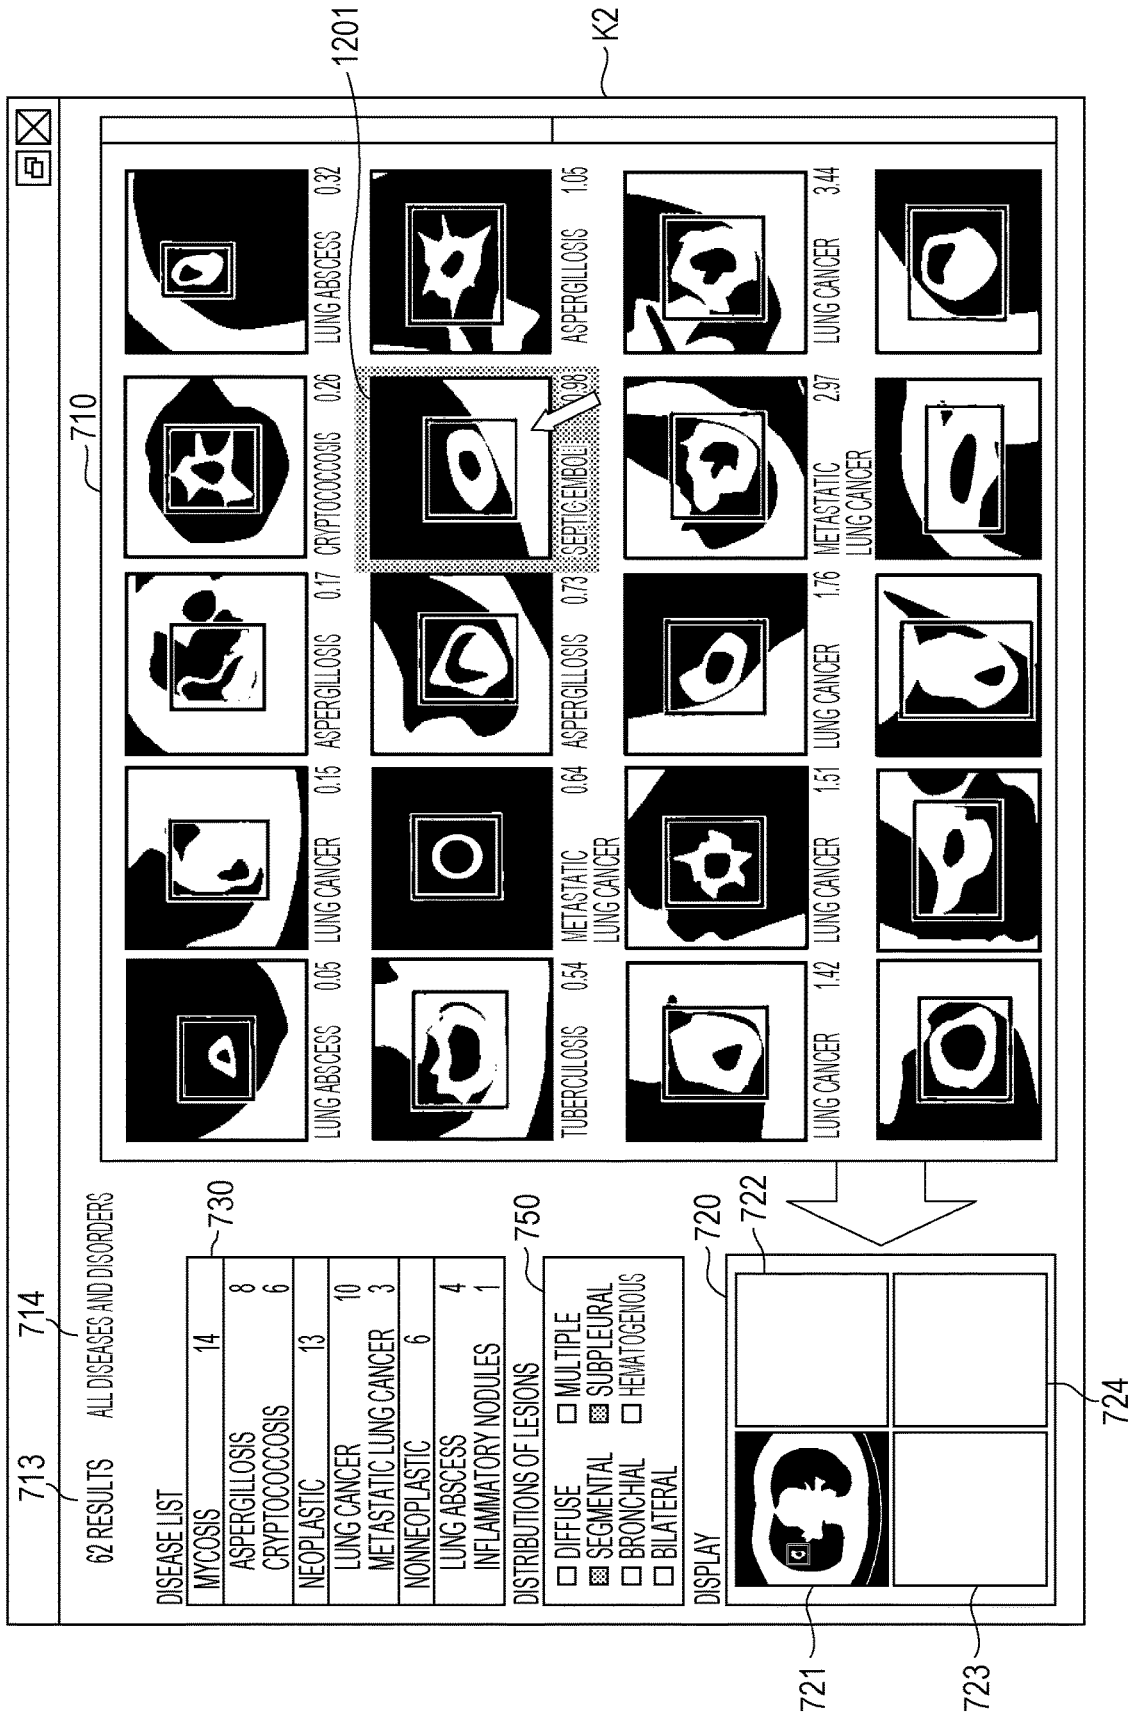 713
714
62 RESULTS ALL DISEASES AND DISORDERS
DISEASE LIST
730
MYCOSIS 14
ASPERGILLOSIS 8
CRYPTOCOCCOSIS 6
NEOPLASTIC 13
LUNG CANCER 10
METASTATIC LUNG CANCER 3
NONNEOPLASTIC 6
LUNG ABSCESS 4
INFLAMMATORY NODULES 1
DISTRIBUTIONS OF LESIONS
750
DIFFUSE MULTIPLE
SEGMENTAL SUBPLEURAL
BRONCHIAL HEMATOGENOUS
BILATERAL
DISPLAY
720
722
721
723
724
710
LUNG ABSCESS 0.05
LUNG CANCER 0.15
ASPERGILLOSIS 0.17
CRYPTOCOCCOSIS 0.26
LUNG ABSCESS 0.32
1201
TUBERCULOSIS 0.54
METASTATIC 0.64
LUNG CANCER
ASPERGILLOSIS 0.73
SEPTIC EMBOLI 0.98
ASPERGILLOSIS 1.05
K2
LUNG CANCER 1.42
LUNG CANCER 1.51
LUNG CANCER 1.76
METASTATIC 2.97
LUNG CANCER
LUNG CANCER 3.44